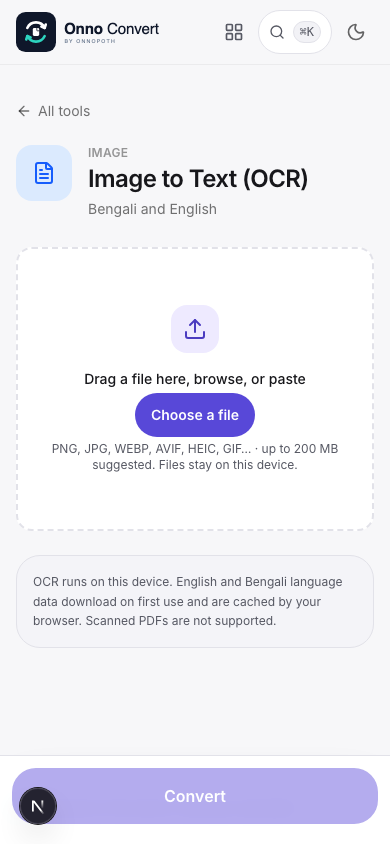 Onno Convert
BY ONNOPOTH
⌘K
← All tools
IMAGE
Image to Text (OCR)
Bengali and English
Drag a file here, browse, or paste
Choose a file
PNG, JPG, WEBP, AVIF, HEIC, GIF... · up to 200 MB
suggested. Files stay on this device.
OCR runs on this device. English and Bengali language
data download on first use and are cached by your
browser. Scanned PDFs are not supported.
Convert
N